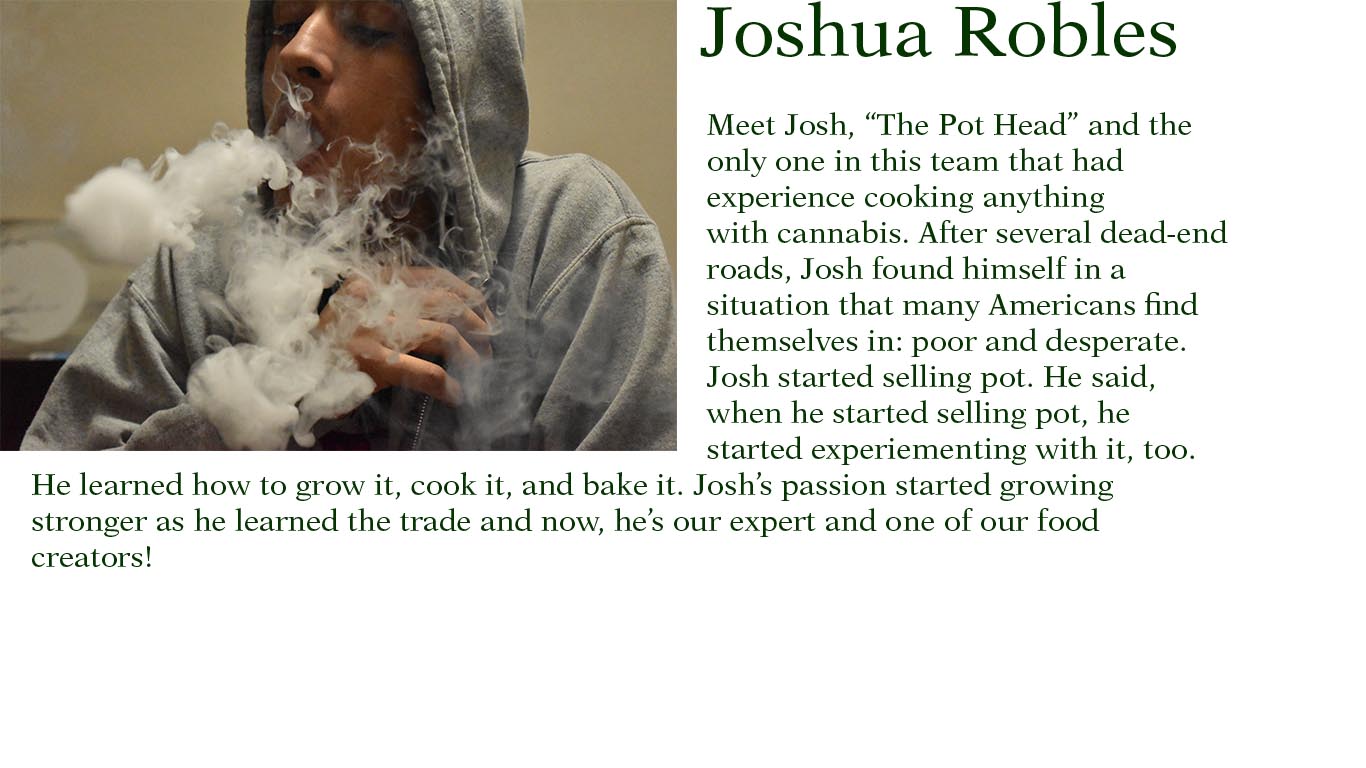 Joshua Robles
Meet Josh, “The Pot Head” and the
only one in this team that had
experience cooking anything
with cannabis. After several dead-end
roads, Josh found himself in a
situation that many Americans find
themselves in: poor and desperate.
Josh started selling pot. He said,
when he started selling pot, he
started experiementing with it, too.
He learned how to grow it, cook it, and bake it. Josh’s passion started growing
stronger as he learned the trade and now, he’s our expert and one of our food
creators!